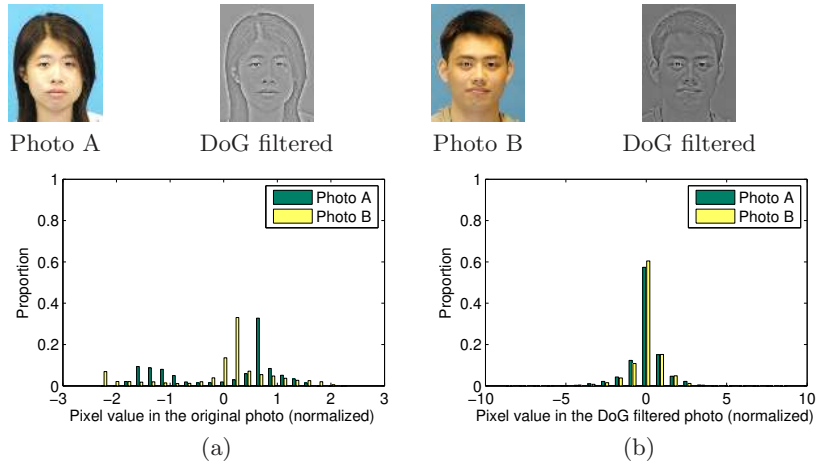 Photo A DoG filtered Photo B DoG filtered
1
0.8
0.6
0.4
0.2
0
Proportion
Photo A
Photo B
−3 −2 −1 0 1 2 3
Pixel value in the original photo (normalized)
(a)
1
0.8
0.6
0.4
0.2
0
Proportion
Photo A
Photo B
−10 −5 0 5 10
Pixel value in the DoG filtered photo (normalized)
(b)